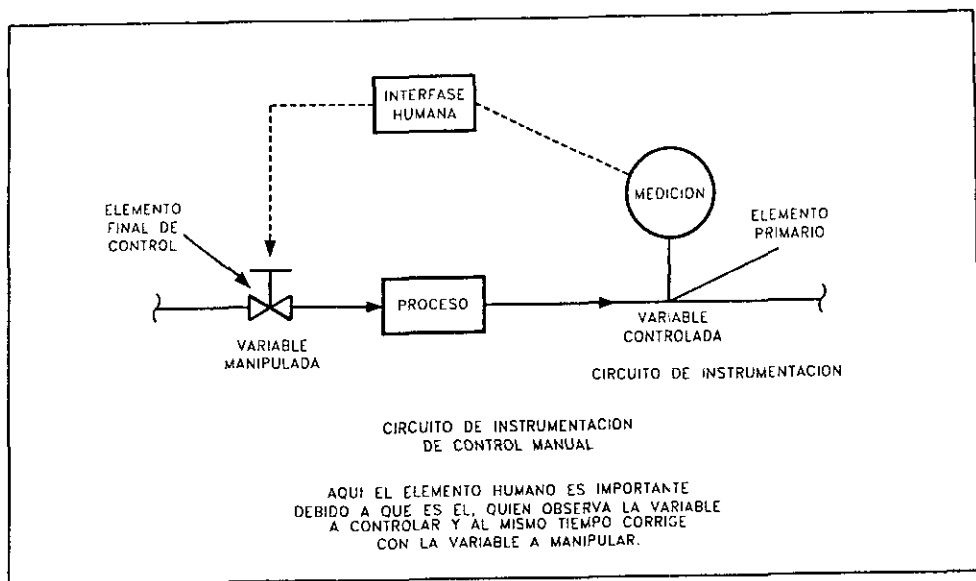 INTERFASE
HUMANA
MEDICION
ELEMENTO
FINAL DE
CONTROL
ELEMENTO
PRIMARIO
PROCESO
VARIABLE
MANIPULADA
VARIABLE
CONTROLADA
CIRCUITO DE INSTRUMENTACION
CIRCUITO DE INSTRUMENTACION
DE CONTROL MANUAL
AQUI EL ELEMENTO HUMANO ES IMPORTANTE
DEBIDO A QUE ES EL, QUIEN OBSERVA LA VARIABLE
A CONTROLAR Y AL MISMO TIEMPO CORRIGE
CON LA VARIABLE A MANIPULAR.